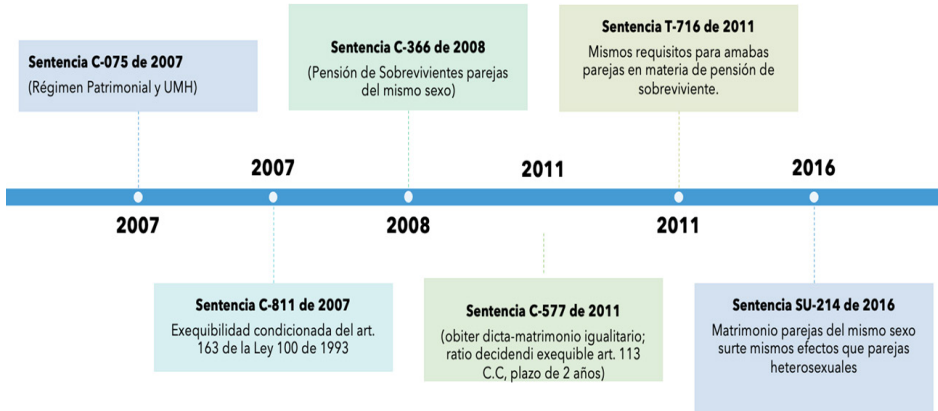 Sentencia C-075 de 2007
(Régimen Patrimonial y UMH)
2007
Sentencia C-811 de 2007
Exequibilidad condicionada del art.
163 de la Ley 100 de 1993
2007
Sentencia C-366 de 2008
(Pensión de Sobrevivientes parejas
del mismo sexo)
2008
Sentencia C-577 de 2011
(obiter dicta-matrimonio igualitario;
ratio decidendi exequible art. 113
C.C, plazo de 2 años)
2011
Sentencia T-716 de 2011
Mismos requisitos para amabas
parejas en materia de pensión de
sobreviviente.
2011
Sentencia SU-214 de 2016
Matrimonio parejas del mismo sexo
surte mismos efectos que parejas
heterosexuales
2016